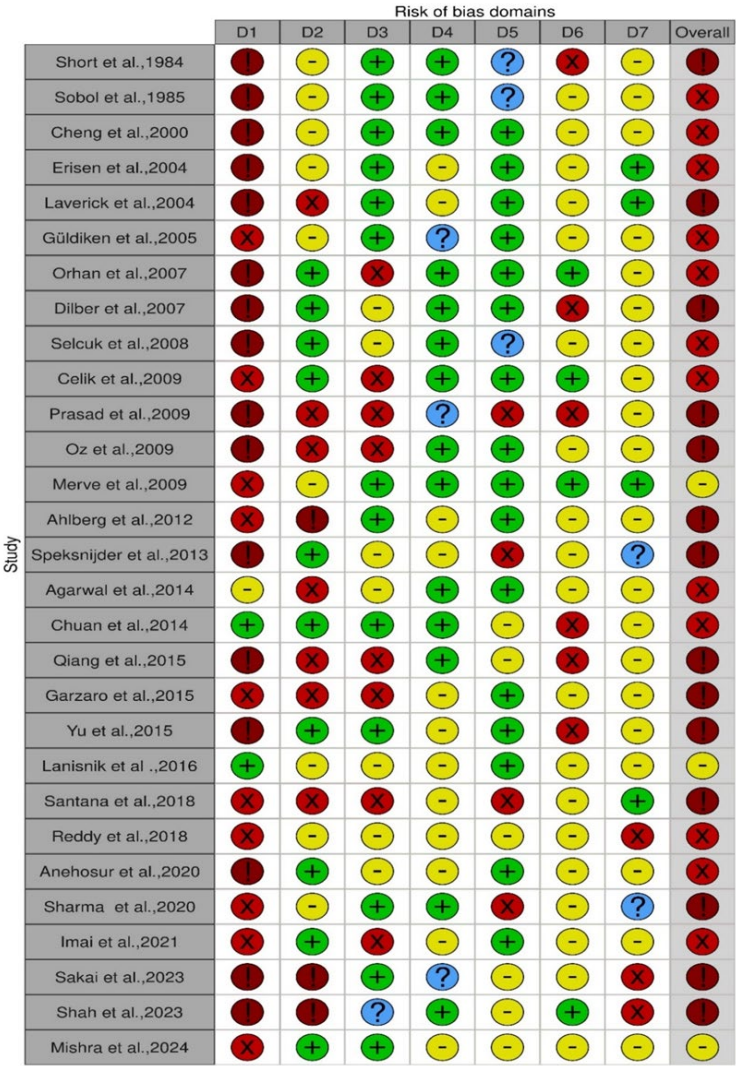 Risk of bias domains
D1 D2 D3 D4 D5 D6 D7 Overall
Study
Short et al.,1984 ! - + + ? X - !
Sobol et al.,1985 ! - + + ? - - X
Cheng et al.,2000 ! - + + + - - X
Erisen et al.,2004 ! - + - + - + X
Laverick et al.,2004 ! X + - + - + !
Güldiken et al.,2005 X - + ? + - - X
Orhan et al.,2007 ! + X + + + - X
Dilber et al.,2007 ! + - + + X - !
Selcuk et al.,2008 ! + - + ? - - X
Celik et al.,2009 X + X + + + - X
Prasad et al.,2009 ! X X ? X X - !
Oz et al.,2009 ! X X + + - - !
Merve et al.,2009 X - + + + + + -
Ahlberg et al.,2012 X ! + - + - - !
Speksnijder et al.,2013 ! + - - X - ? !
Agarwal et al.,2014 - X - + + - - X
Chuan et al.,2014 + + + + - X - X
Qiang et al.,2015 ! X X + - X - !
Garzaro et al.,2015 X X X - + - - !
Yu et al.,2015 ! + + - + X - !
Lanisnik et al .,2016 + - - - + - - -
Santana et al.,2018 X X X - X - + !
Reddy et al.,2018 X - - - - - X X
Anehosur et al.,2020 ! + - - + - - X
Sharma et al.,2020 X - + + X - ? !
Imai et al.,2021 X + X - + - - X
Sakai et al.,2023 ! ! + ? - - X !
Shah et al.,2023 ! ! ? + - + X !
Mishra et al.,2024 X + + - - - - -